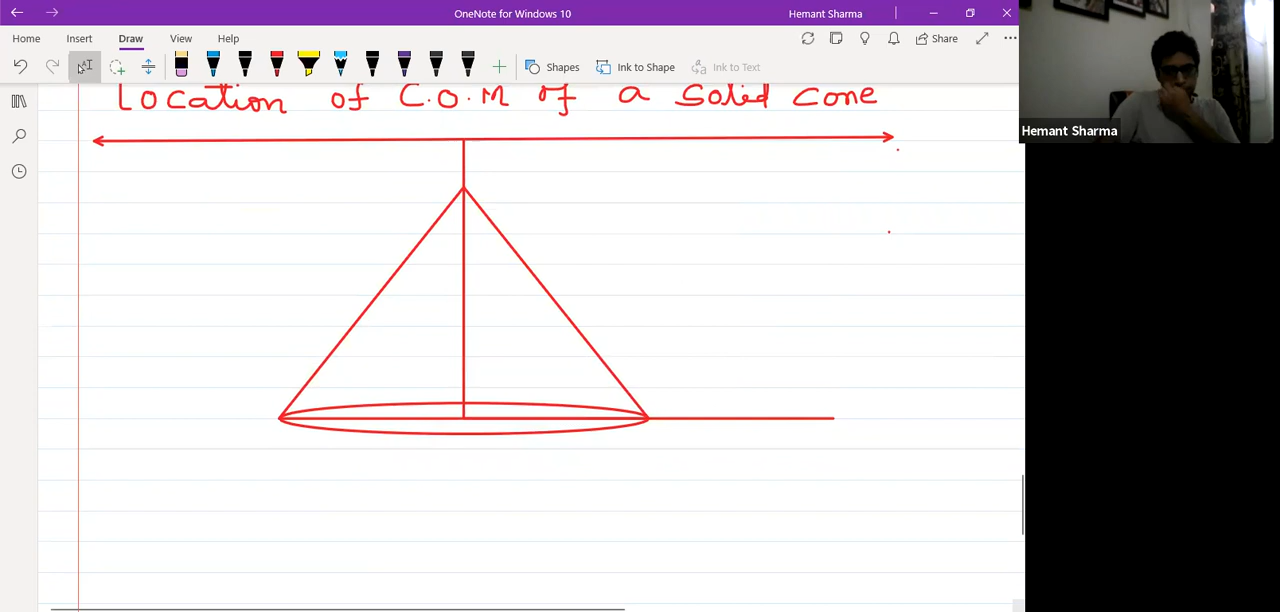 OneNote for Windows 10
Hemant Sharma
Home Insert Draw View Help
Share
Shapes Ink to Shape Ink to Text
Location of C.O.M of a Solid cone
Hemant Sharma